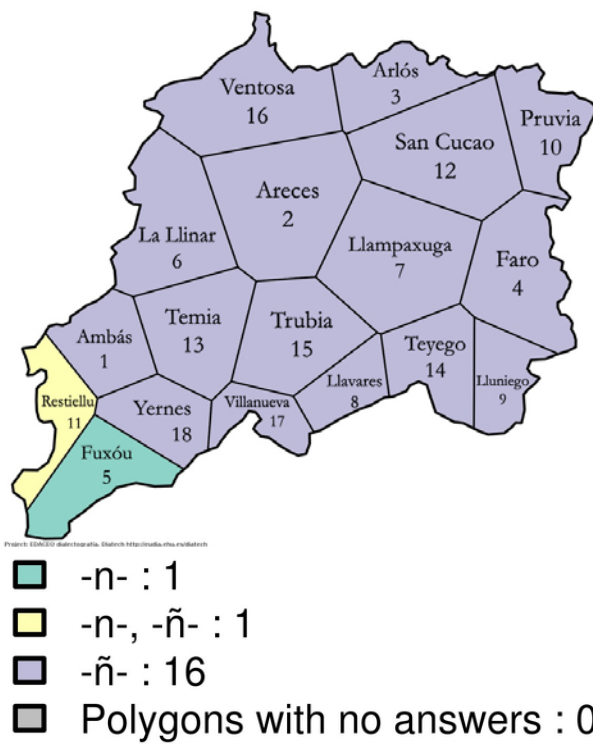 Ventosa
16
Arlós
3
Pruvia
10
San Cucao
12
Areces
2
La Llinar
6
Llampaxuga
7
Faro
4
Ambás
1
Temia
13
Trubia
15
Teyego
14
Lluniego
9
Llavares
8
Restiellu
11
Yernes
18
Villanueva
17
Fuxóu
5
-n- : 1
-n-, -ñ- : 1
-ñ- : 16
Polygons with no answers : 0